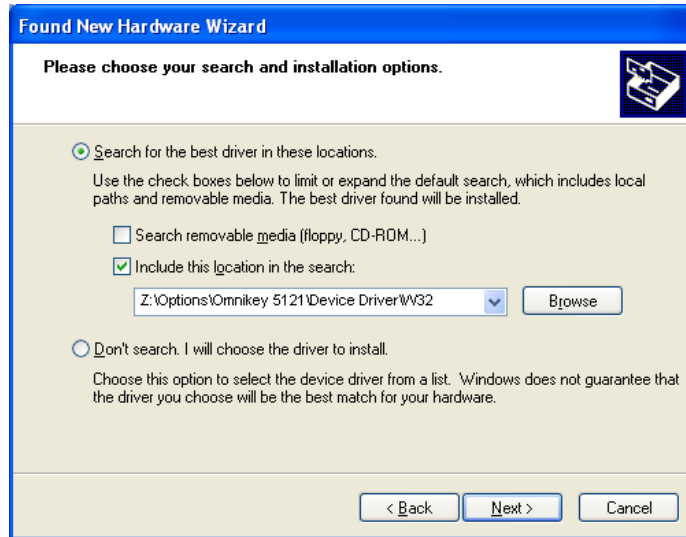 Found New Hardware Wizard
Please choose your search and installation options.
Search for the best driver in these locations.
Use the check boxes below to limit or expand the default search, which includes local
paths and removable media. The best driver found will be installed.
Search removable media (floppy, CD-ROM...)
Include this location in the search:
Z:\Options\Omnikey 5121\Device Driver\W32
Browse
Don't search. I will choose the driver to install.
Choose this option to select the device driver from a list. Windows does not guarantee that
the driver you choose will be the best match for your hardware.
< Back
Next >
Cancel